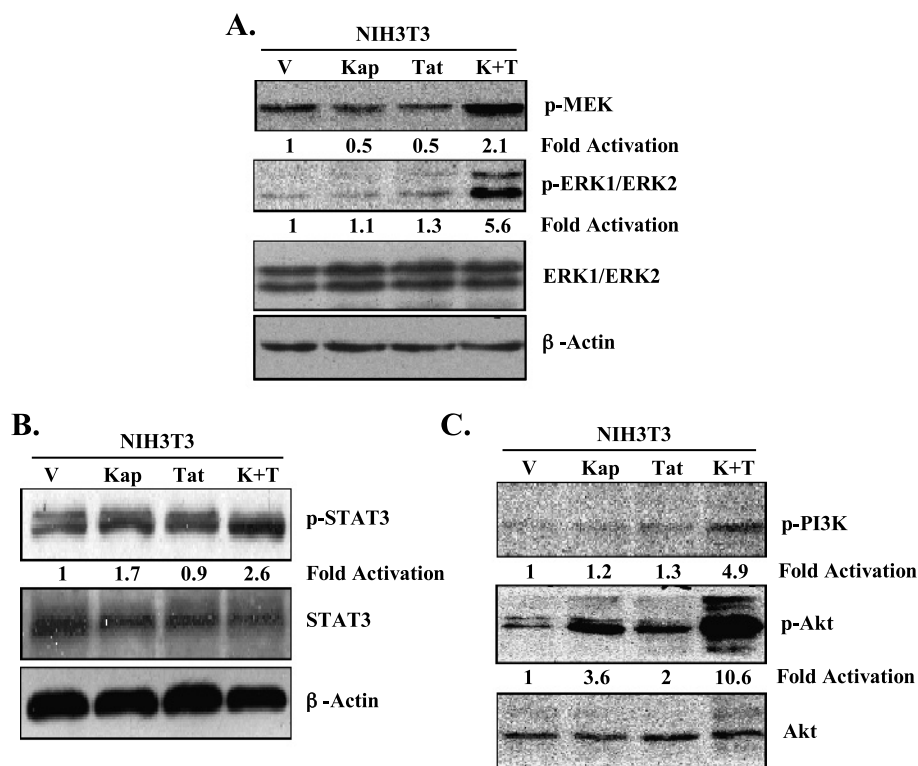 A.
NIH3T3
V Kap Tat K+T
p-MEK
1 0.5 0.5 2.1 Fold Activation
p-ERK1/ERK2
1 1.1 1.3 5.6 Fold Activation
ERK1/ERK2
β -Actin
B.
NIH3T3
V Kap Tat K+T
p-STAT3
1 1.7 0.9 2.6 Fold Activation
STAT3
β -Actin
C.
NIH3T3
V Kap Tat K+T
p-PI3K
1 1.2 1.3 4.9 Fold Activation
p-Akt
1 3.6 2 10.6 Fold Activation
Akt